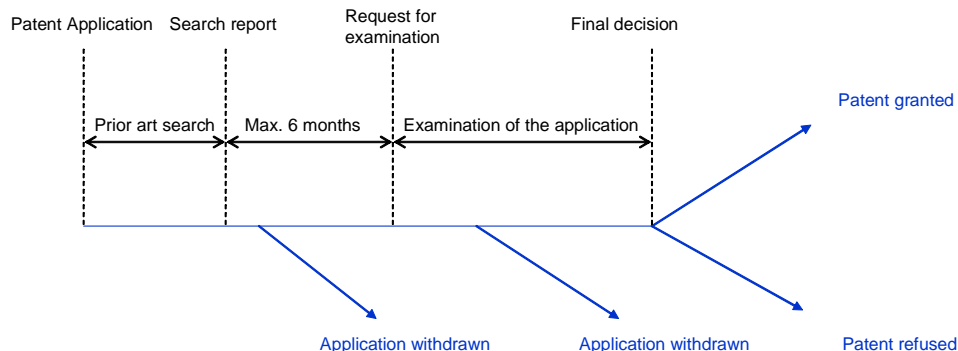 Patent Application
Search report
Request for
examination
Final decision
Patent granted
Prior art search
Max. 6 months
Examination of the application
Application withdrawn
Application withdrawn
Patent refused